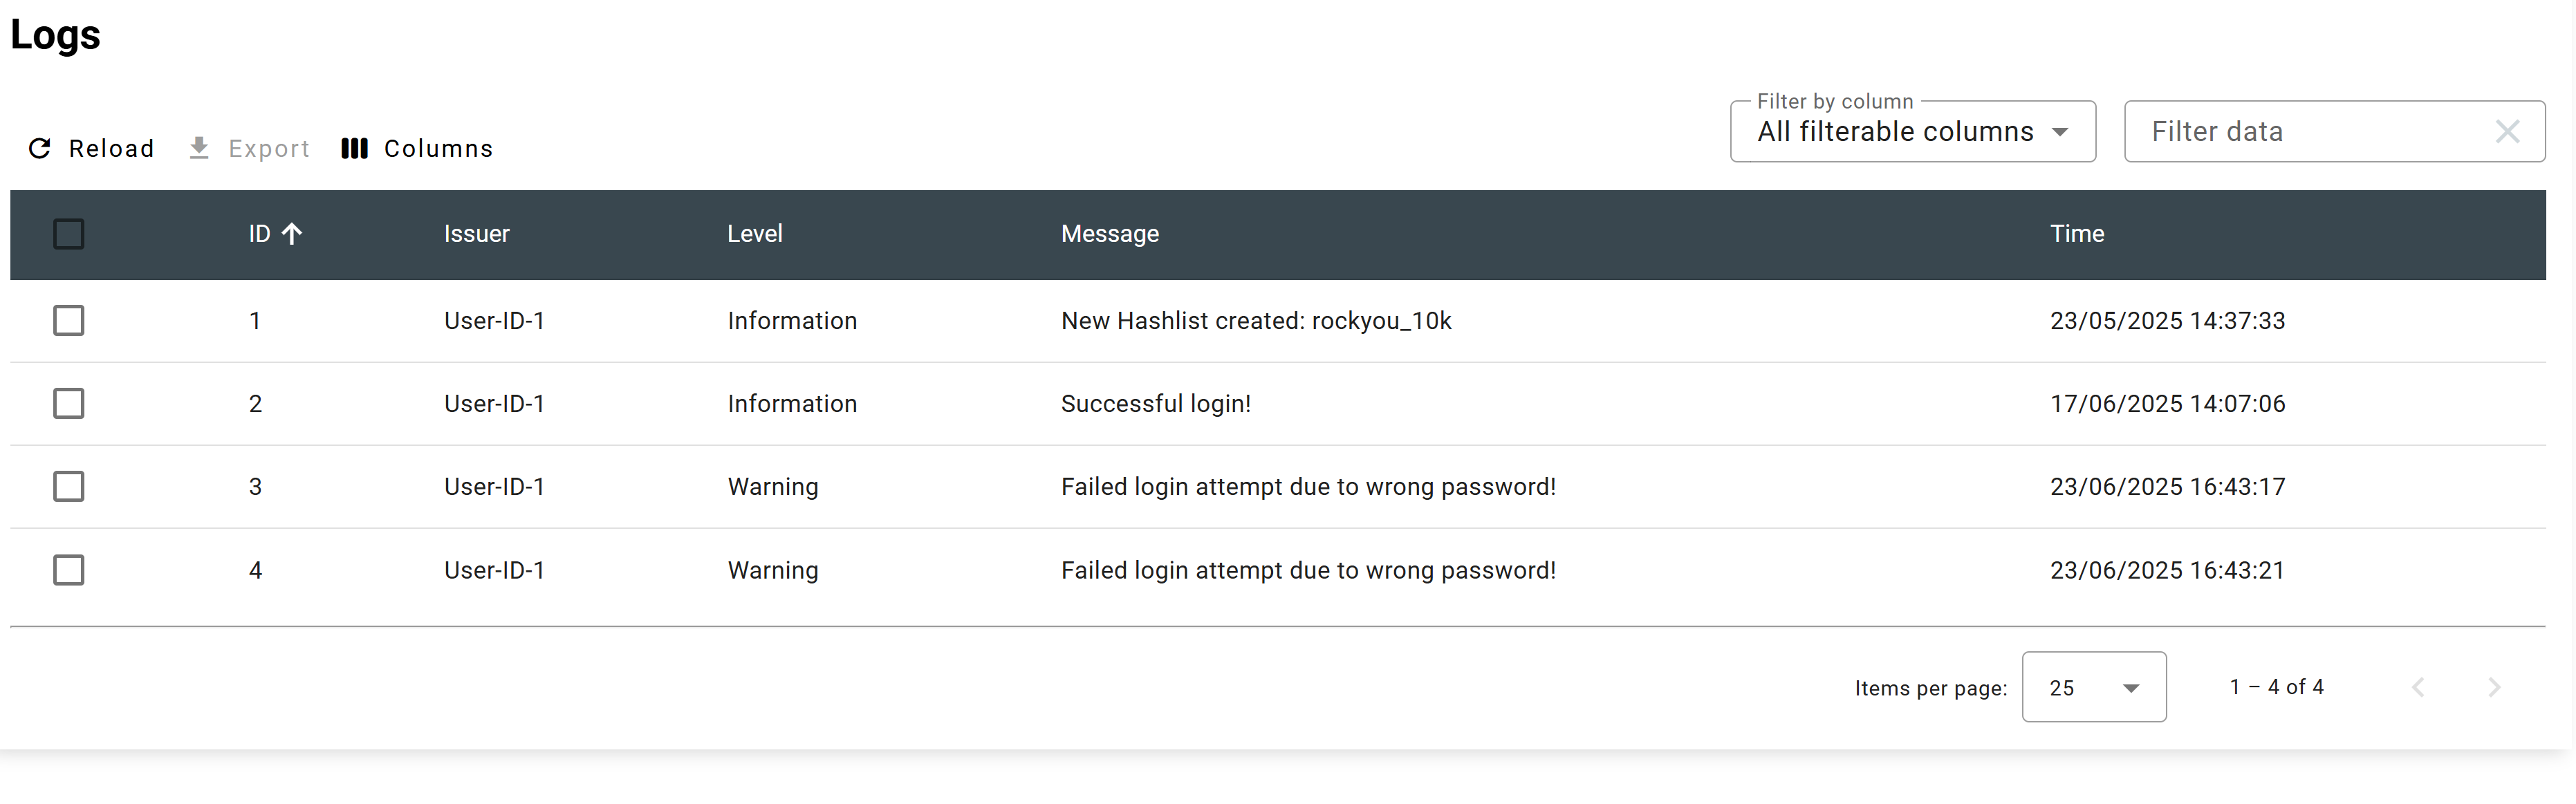 Logs
Filter by column
Reload Export Columns All filterable columns Filter data
ID Issuer Level Message Time
1 User-ID-1 Information New Hashlist created: rockyou_10k 23/05/2025 14:37:33
2 User-ID-1 Information Successful login! 17/06/2025 14:07:06
3 User-ID-1 Warning Failed login attempt due to wrong password! 23/06/2025 16:43:17
4 User-ID-1 Warning Failed login attempt due to wrong password! 23/06/2025 16:43:21
Items per page: 25 1 – 4 of 4